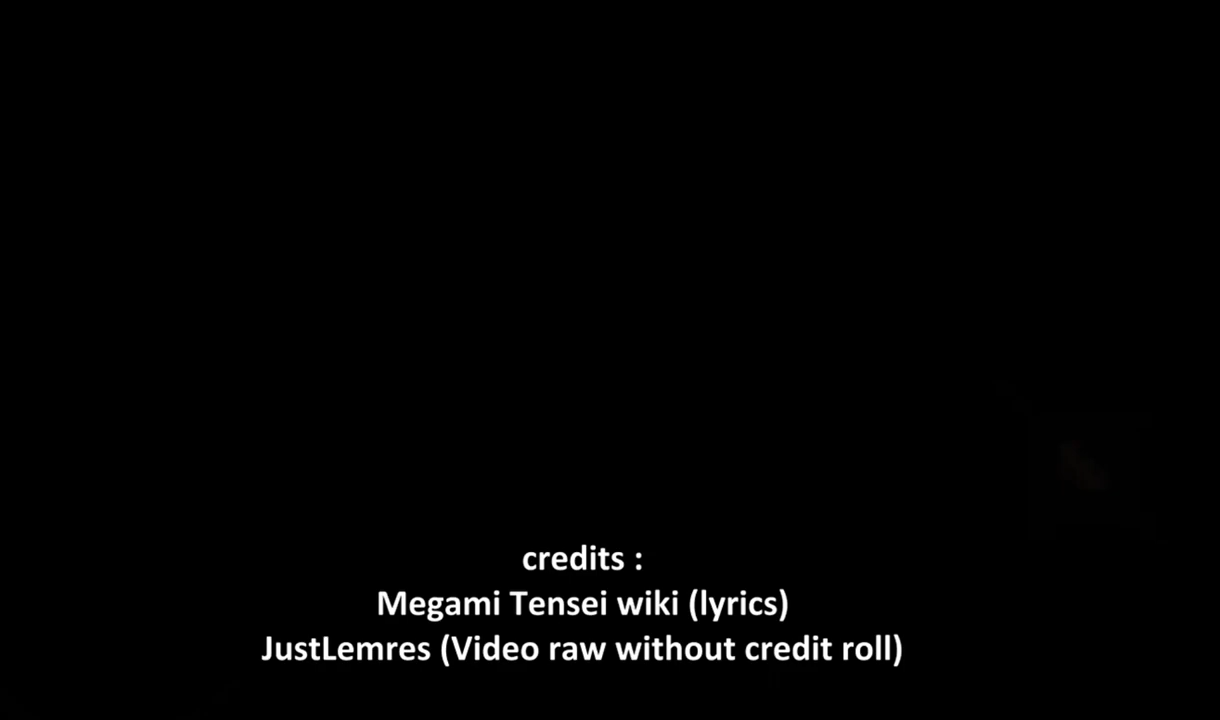 credits :
Megami Tensei wiki (lyrics)
JustLemres (Video raw without credit roll)